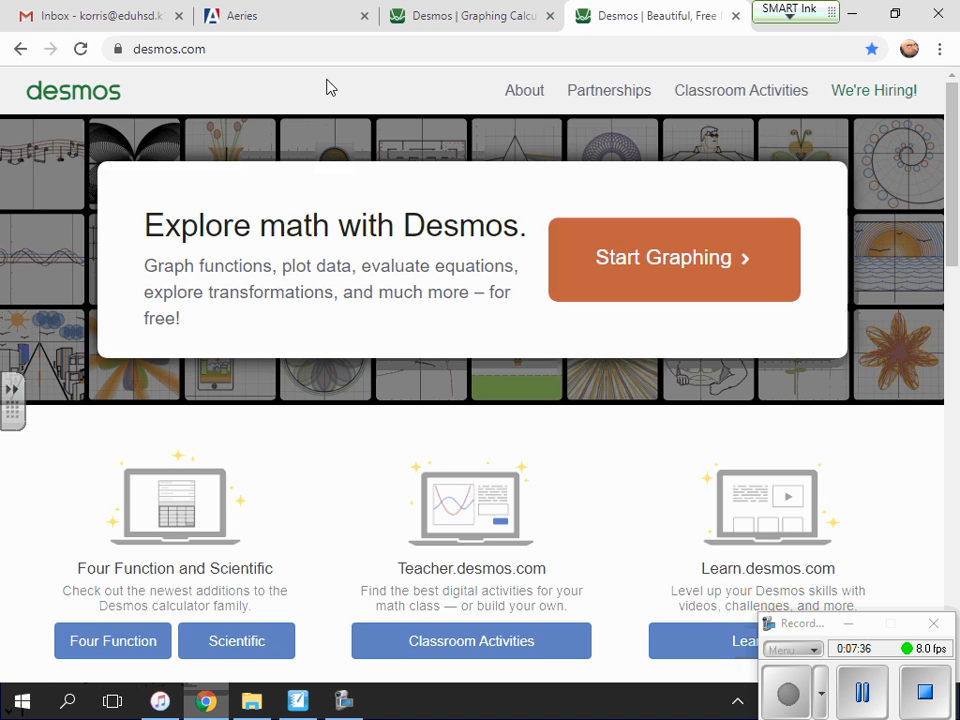 Inbox - korris@eduhsd.k
Aeries
Desmos | Graphing Calcu
Desmos | Beautiful, Free
SMART Ink
desmos.com
desmos
About
Partnerships
Classroom Activities
We're Hiring!
Explore math with Desmos.
Graph functions, plot data, evaluate equations,
explore transformations, and much more – for
free!
Start Graphing
Four Function and Scientific
Check out the newest additions to the
Desmos calculator family.
Four Function
Scientific
Teacher.desmos.com
Find the best digital activities for your
math class — or build your own.
Classroom Activities
Learn.desmos.com
Level up your Desmos skills with
videos, challenges, and more.
Lear
Record...
Menu
0:07:36
8.0 fps